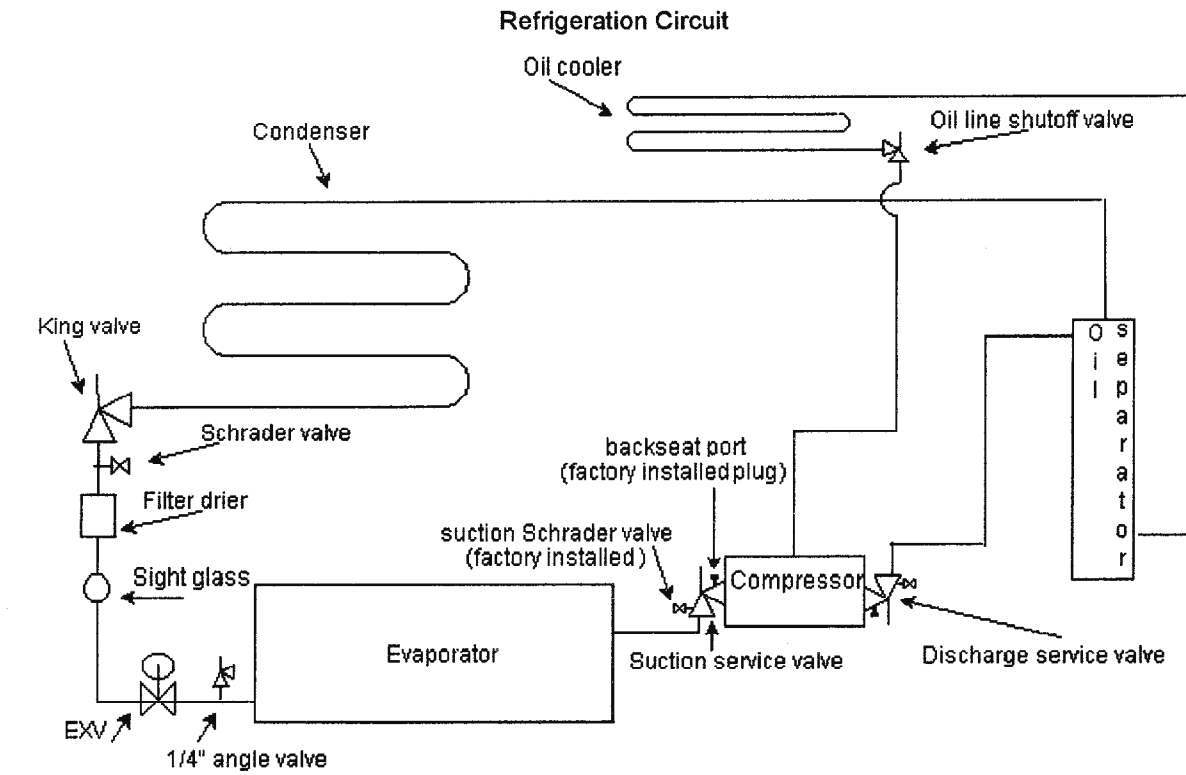 Refrigeration Circuit
Oil cooler
Condenser
Oil line shutoff valve
King valve
Schrader valve
Filter drier
Sight glass
EXV
1/4" angle valve
Evaporator
suction Schrader valve
(factory installed)
backseat port
(factory installed plug)
Compressor
Suction service valve
Discharge service valve
Oil
separator